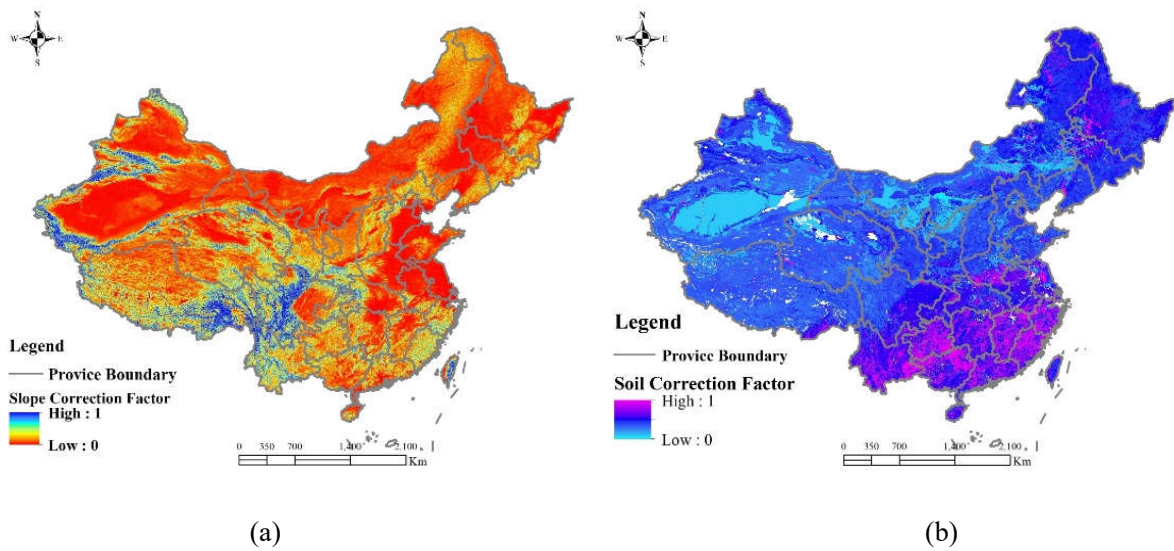 N
W E
S
Legend
Provice Boundary
Slope Correction Factor
High : 1
Low : 0
0 350 700 1,400 2,100
Km
(a)
N
W E
S
Legend
Provice Boundary
Soil Correction Factor
High : 1
Low : 0
0 350 700 1,400 2,100
Km
(b)